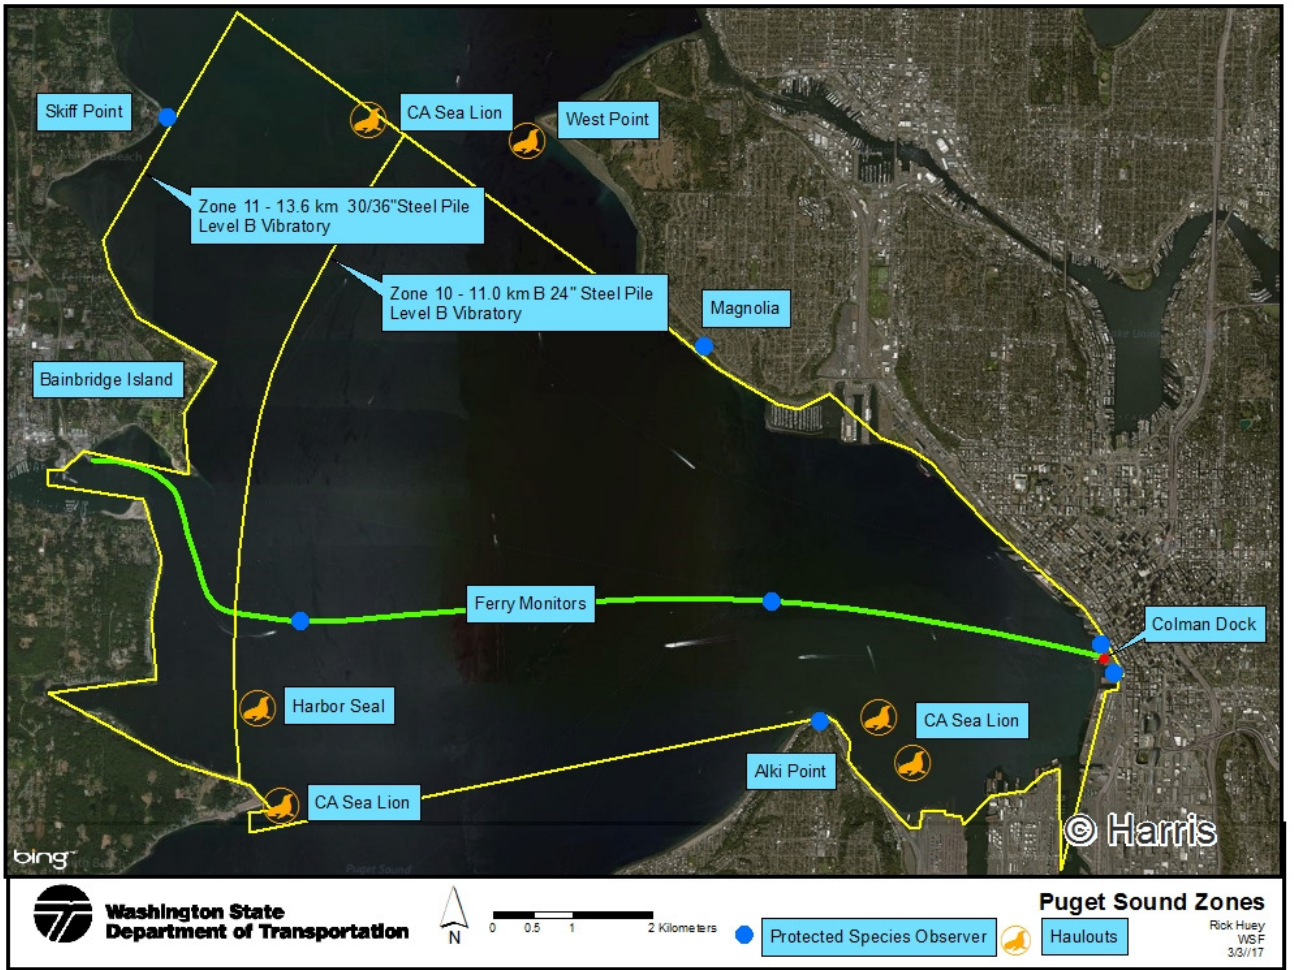 Skiff Point
CA Sea Lion
West Point
Zone 11 - 13.6 km 30/36"Steel Pile
Level B Vibratory
Zone 10 - 11.0 km B 24" Steel Pile
Level B Vibratory
Magnolia
Bainbridge Island
Ferry Monitors
Colman Dock
Harbor Seal
CA Sea Lion
Alki Point
CA Sea Lion
© Harris
bing™
Puget Sound
Washington State
Department of Transportation
N
0 0.5 1 2 Kilometers
Protected Species Observer
Haulouts
Puget Sound Zones
Rick Huey
WSF
3/3//17